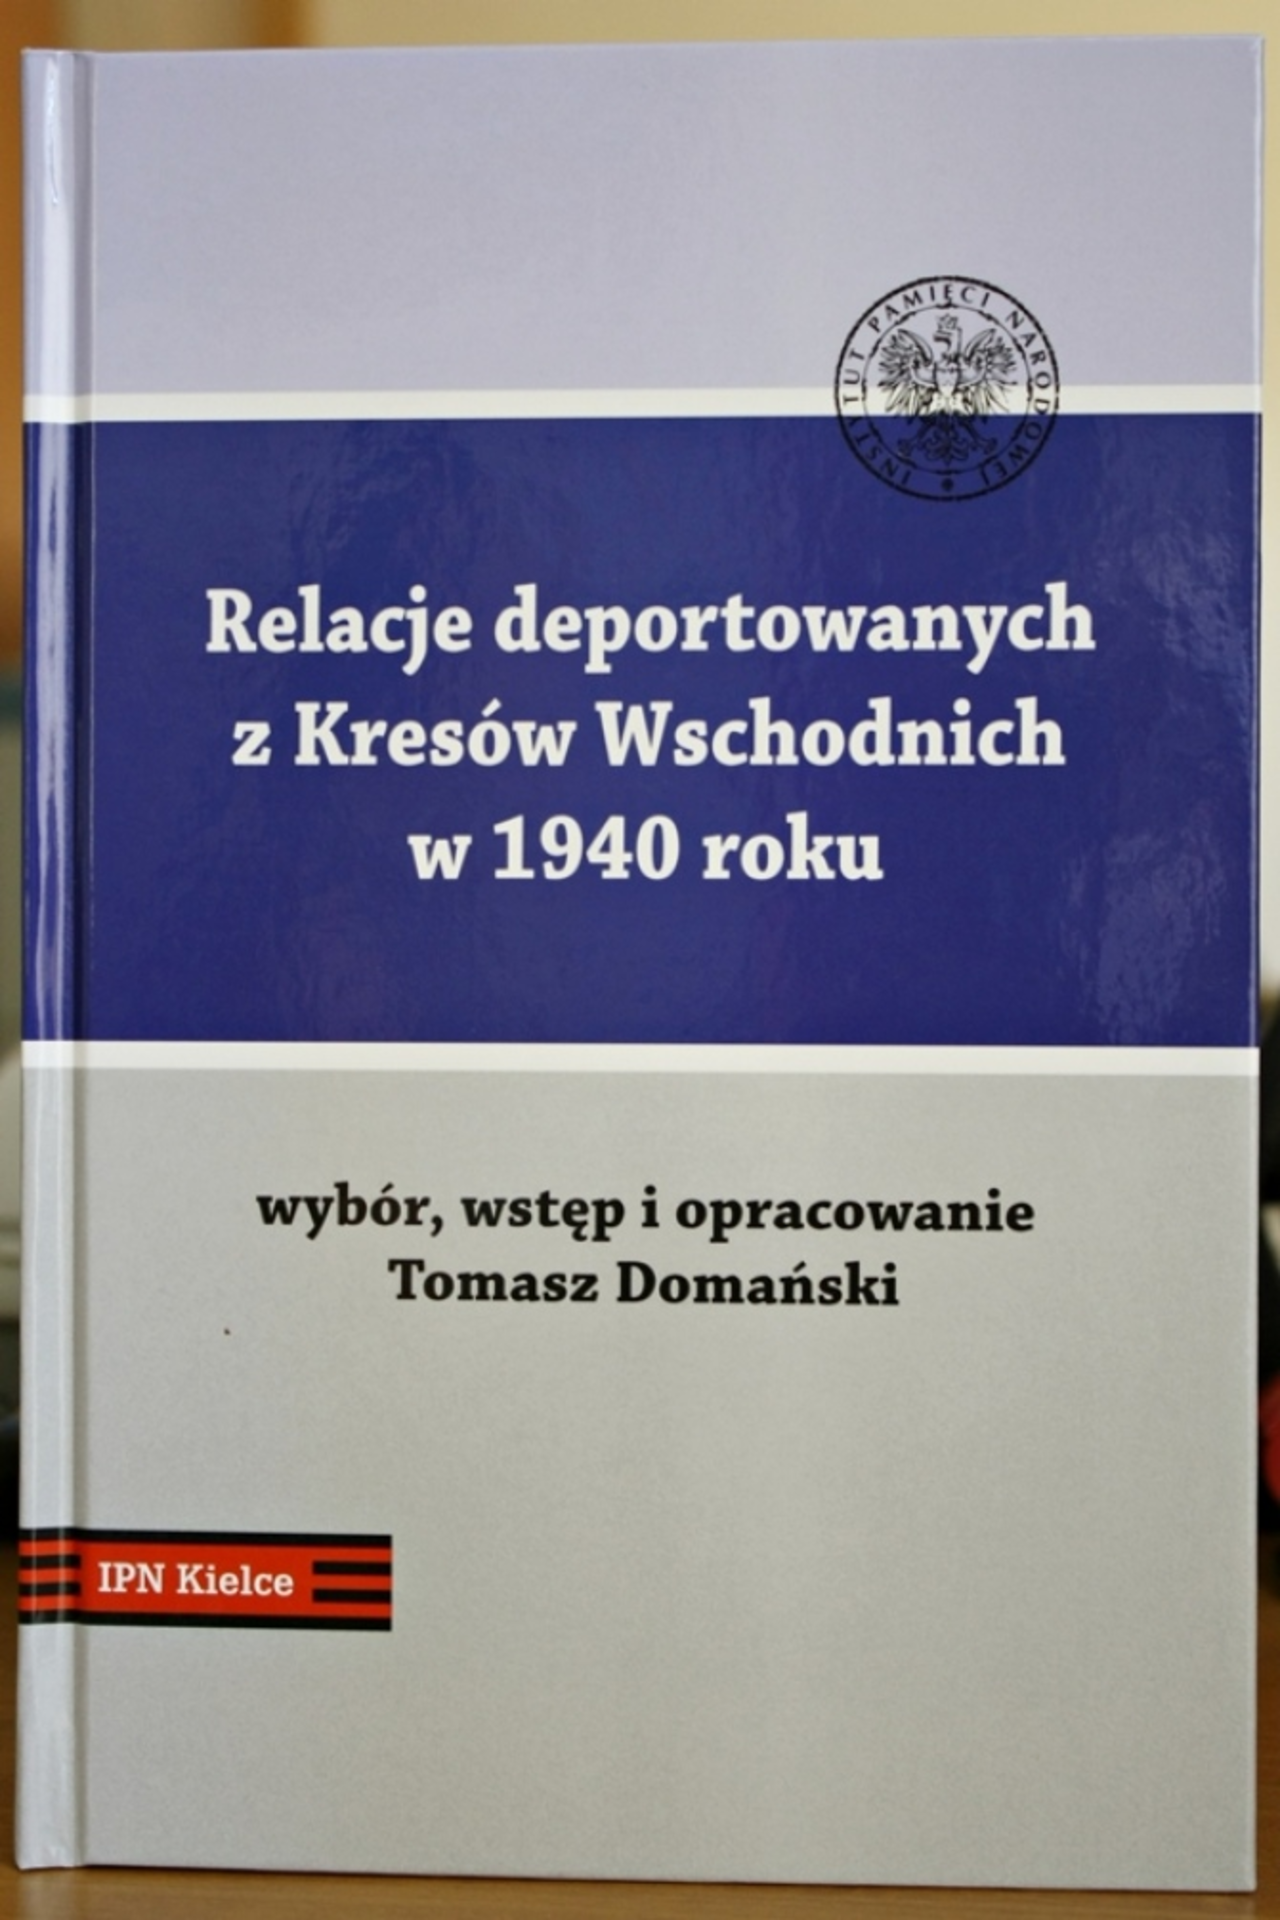 INSTYTUT PAMIĘCI NARODOWEJ
Relacje deportowanych
z Kresów Wschodnich
w 1940 roku
wybór, wstęp i opracowanie
Tomasz Domański
IPN Kielce